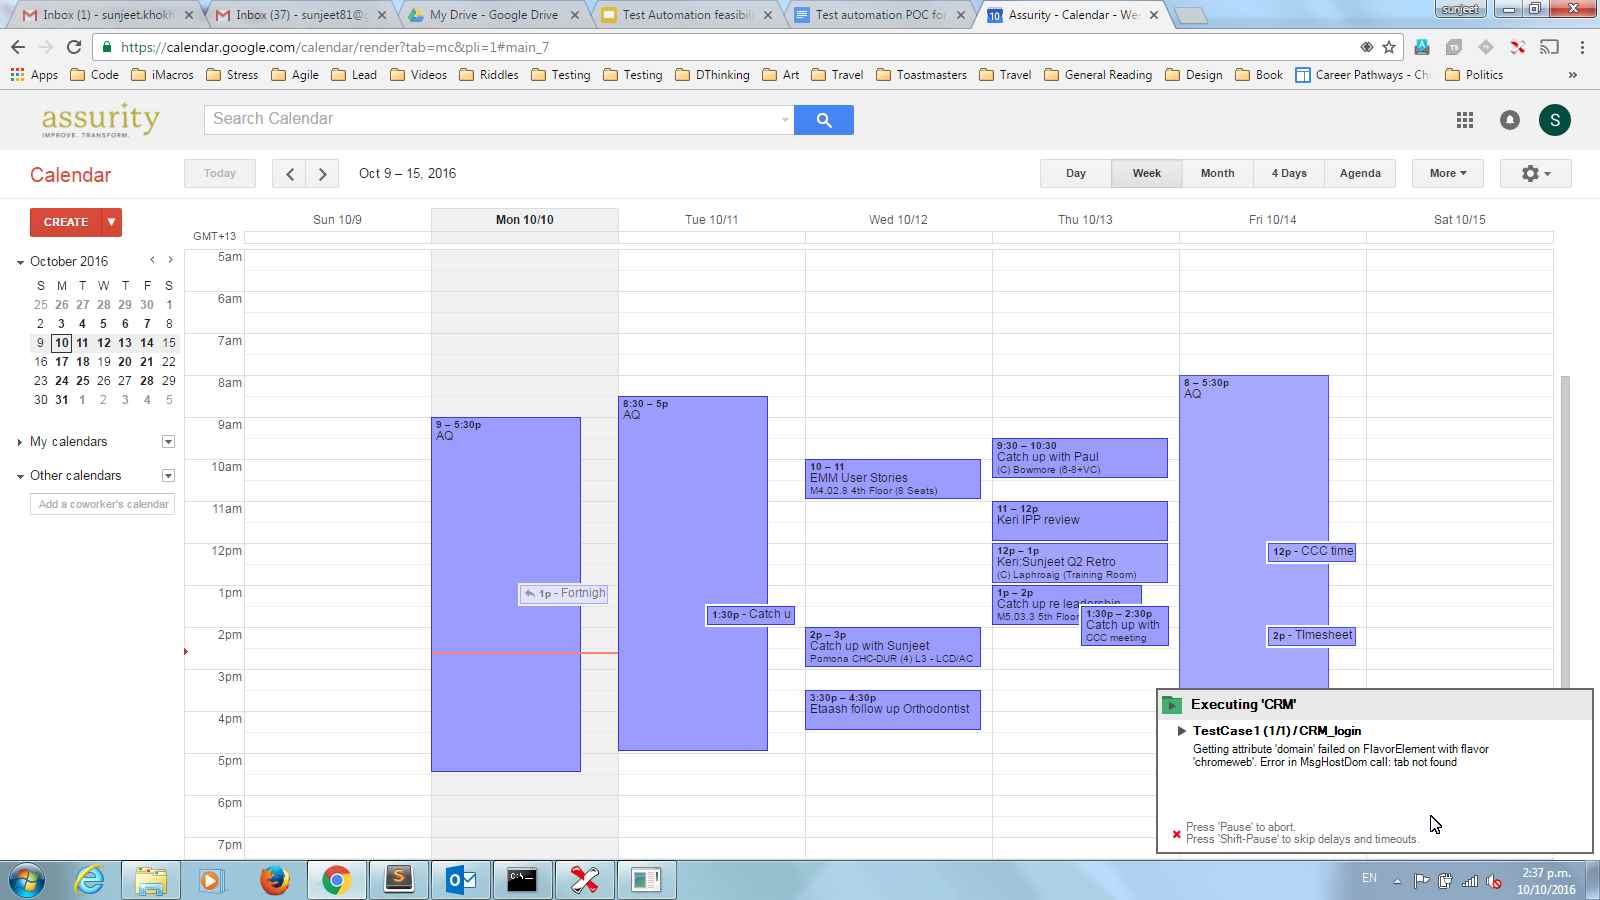 Inbox (1) - sunjeet.khokh
Inbox (37) - sunjeet81@g
My Drive - Google Drive
Test Automation feasibil
Test automation POC for
Assurity - Calendar - We
sunjeet
https://calendar.google.com/calendar/render?tab=mc&pli=1#main_7
Apps Code iMacros Stress Agile Lead Videos Riddles Testing Testing DThinking Art Travel Toastmasters Travel General Reading Design Book Career Pathways - Ch Politics »
assurity
IMPROVE. TRANSFORM.
Search Calendar
S
Calendar
Today
Oct 9 – 15, 2016
Day Week Month 4 Days Agenda More
CREATE
Sun 10/9 Mon 10/10 Tue 10/11 Wed 10/12 Thu 10/13 Fri 10/14 Sat 10/15
GMT+13
October 2016
S M T W T F S
25 26 27 28 29 30 1
2 3 4 5 6 7 8
9 10 11 12 13 14 15
16 17 18 19 20 21 22
23 24 25 26 27 28 29
30 31 1 2 3 4 5
My calendars
Other calendars
Add a coworker's calendar
5am
6am
7am
8am
9am
10am
11am
12pm
1pm
2pm
3pm
4pm
5pm
6pm
7pm
9 – 5:30p
AQ
1p - Fortnigh
8:30 – 5p
AQ
1:30p - Catch u
10 – 11
EMM User Stories
M4.02.8 4th Floor (8 Seats)
2p – 3p
Catch up with Sunjeet
Pomona CHC-DUR (4) L3 - LCD/AC
3:30p – 4:30p
Etaash follow up Orthodontist
9:30 – 10:30
Catch up with Paul
(C) Bowmore (6-8+VC)
11 – 12p
Keri IPP review
12p – 1p
Keri:Sunjeet Q2 Retro
(C) Laphroaig (Training Room)
1p – 2p
Catch up re leadership
M5.03.3 5th Floor
1:30p – 2:30p
Catch up with
CCC meeting
8 – 5:30p
AQ
12p - CCC time
2p - TImesheet
Executing 'CRM'
TestCase1 (1/1) / CRM_login
Getting attribute 'domain' failed on FlavorElement with flavor
'chromeweb'. Error in MsgHostDom call: tab not found
Press 'Pause' to abort.
Press 'Shift-Pause' to skip delays and timeouts.
EN
2:37 p.m.
10/10/2016